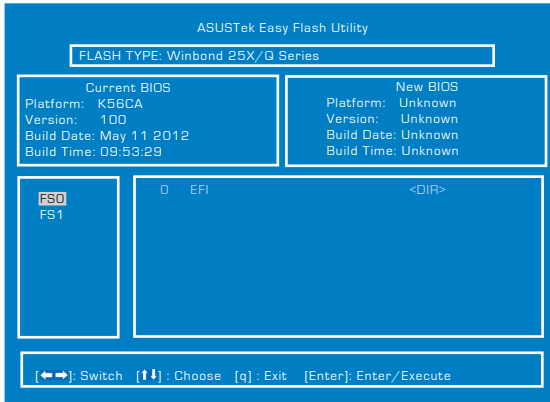 ASUSTek Easy Flash Utility
FLASH TYPE: Winbond 25X/Q Series
Current BIOS
Platform: K56CA
Version: 100
Build Date: May 11 2012
Build Time: 09:53:29
New BIOS
Platform: Unknown
Version: Unknown
Build Date: Unknown
Build Time: Unknown
FS0
FS1
0 EFI <DIR>
[←→]: Switch [↑↓] : Choose [q] : Exit [Enter]: Enter/Execute